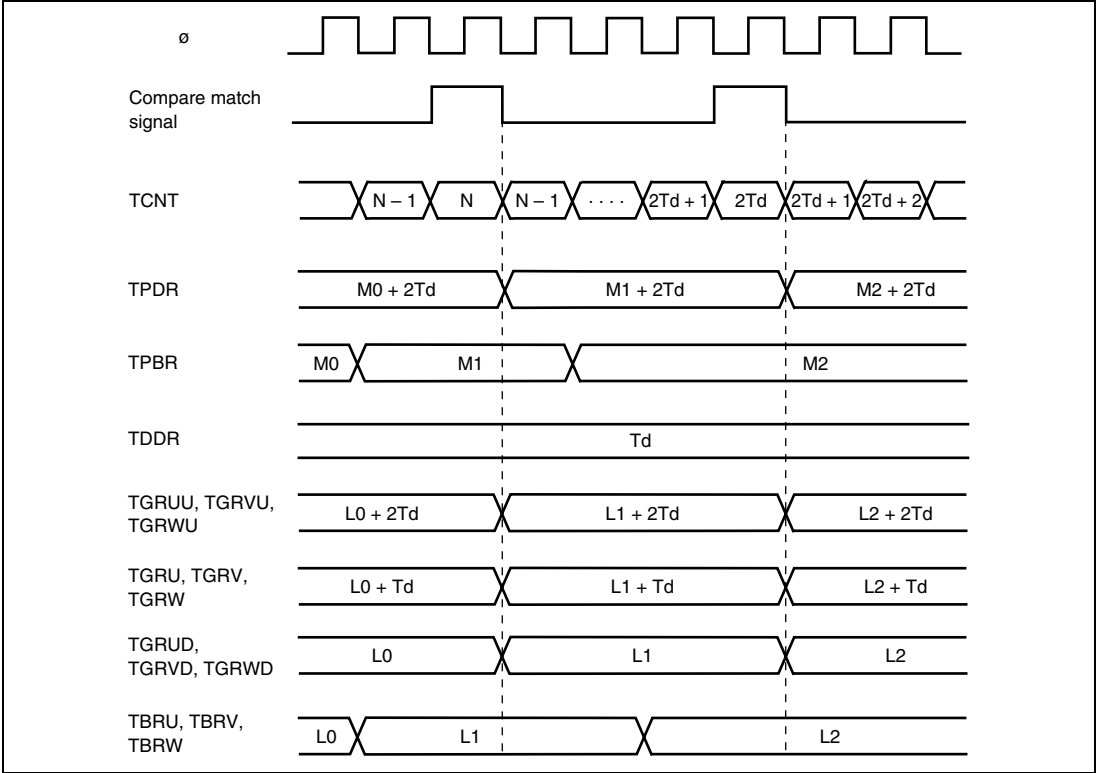 ø
Compare match
signal
TCNT
N – 1 N N – 1 · · · · 2Td + 1 2Td 2Td + 1 2Td + 2
TPDR M0 + 2Td M1 + 2Td M2 + 2Td
TPBR M0 M1 M2
TDDR Td
TGRUU, TGRVU,
TGRWU
L0 + 2Td L1 + 2Td L2 + 2Td
TGRU, TGRV,
TGRW
L0 + Td L1 + Td L2 + Td
TGRUD,
TGRVD, TGRWD
L0 L1 L2
TBRU, TBRV,
TBRW
L0 L1 L2